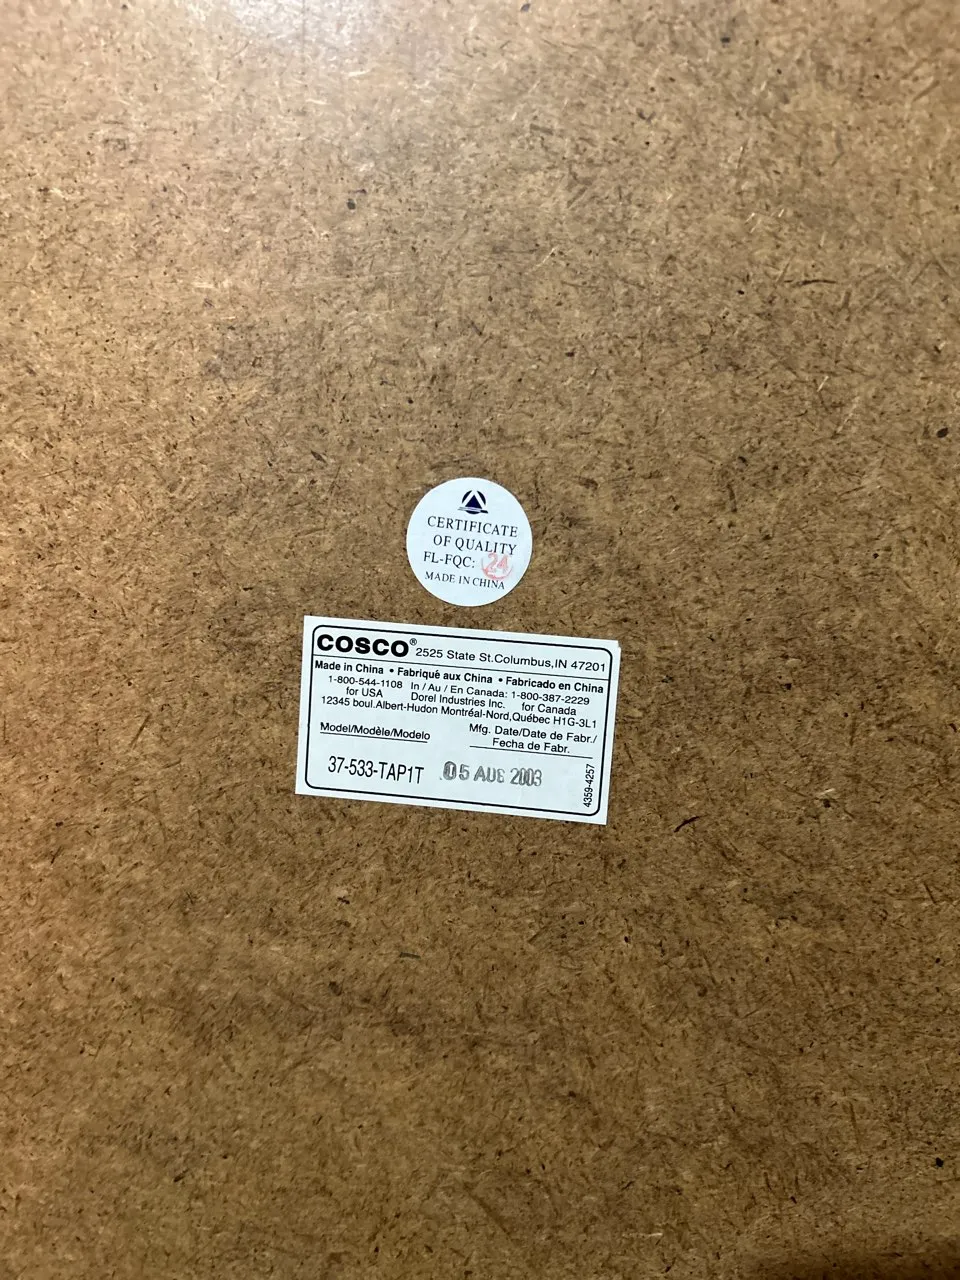 CERTIFICATE
OF QUALITY
FL-FQC: 24
MADE IN CHINA
COSCO® 2525 State St.Columbus,IN 47201
Made in China • Fabriqué aux China • Fabricado en China
1-800-544-1108 In / Au / En Canada: 1-800-387-2229
for USA Dorel Industries Inc. for Canada
12345 boul.Albert-Hudon Montréal-Nord,Québec H1G-3L1
Model/Modèle/Modelo Mfg. Date/Date de Fabr./
Fecha de Fabr.
37-533-TAP1T 05 AUG 2003
4359-4257